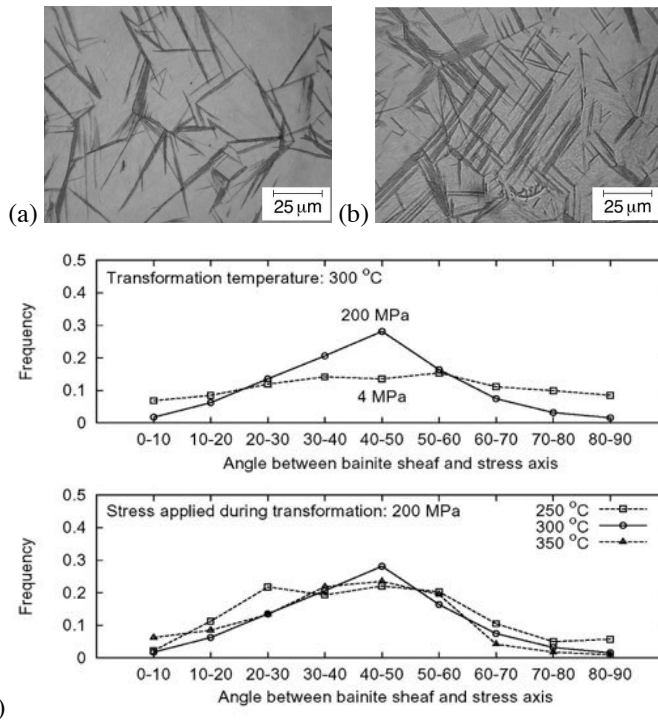 (a)
25 μm
(b)
25 μm
Transformation temperature: 300 °C
200 MPa
4 MPa
Frequency
0.5
0.4
0.3
0.2
0.1
0
0-10 10-20 20-30 30-40 40-50 50-60 60-70 70-80 80-90
Angle between bainite sheaf and stress axis
Stress applied during transformation: 200 MPa
250 °C
300 °C
350 °C
Frequency
0.5
0.4
0.3
0.2
0.1
0
0-10 10-20 20-30 30-40 40-50 50-60 60-70 70-80 80-90
Angle between bainite sheaf and stress axis
)